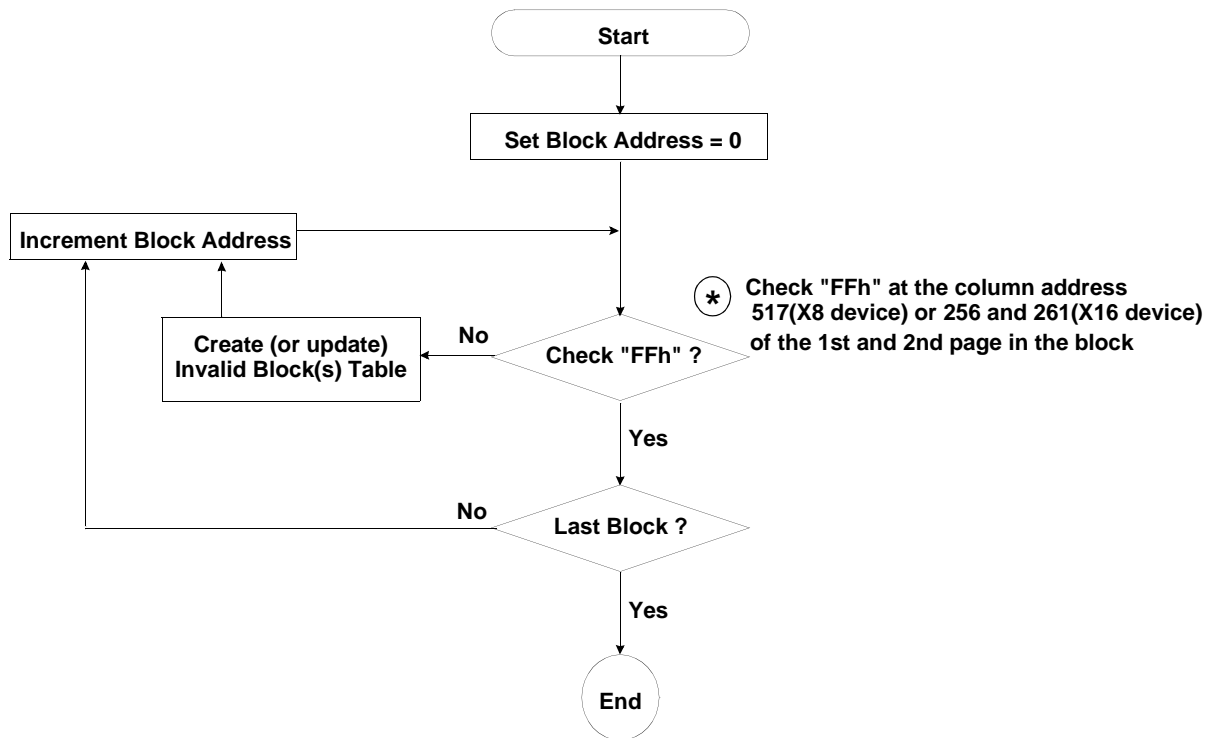 Start
Set Block Address = 0
Increment Block Address
* Check "FFh" at the column address
517(X8 device) or 256 and 261(X16 device)
of the 1st and 2nd page in the block
No
Create (or update)
Invalid Block(s) Table
Check "FFh" ?
Yes
No
Last Block ?
Yes
End